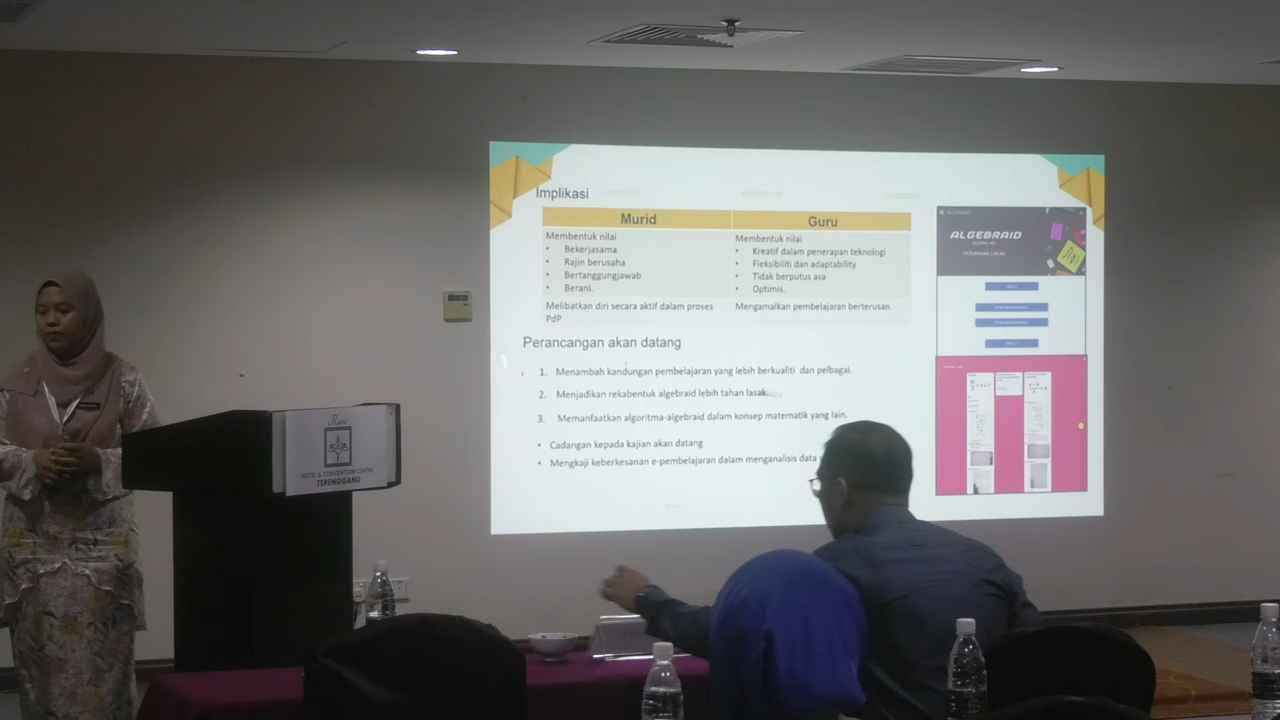 Implikasi
Murid
Guru
Membentuk nilai
• Bekerjasama
• Rajin berusaha
• Bertanggungjawab
• Berani.
Membentuk nilai
• Kreatif dalam penerapan teknologi
• Fleksibiliti dan adaptability
• Tidak berputus asa
• Optimis.
Melibatkan diri secara aktif dalam proses
PdP
Mengamalkan pembelajaran berterusan.
Perancangan akan datang
1. Menambah kandungan pembelajaran yang lebih berkualiti dan pelbagai.
2. Menjadikan rekabentuk algebraid lebih tahan lasak.
3. Memanfaatkan algoritma-algebraid dalam konsep matematik yang lain.
• Cadangan kepada kajian akan datang
• Mengkaji keberkesanan e-pembelajaran dalam menganalisis data
ALGEBRAID
HOTEL & CONVENTION CENTRE
TERENGGANU